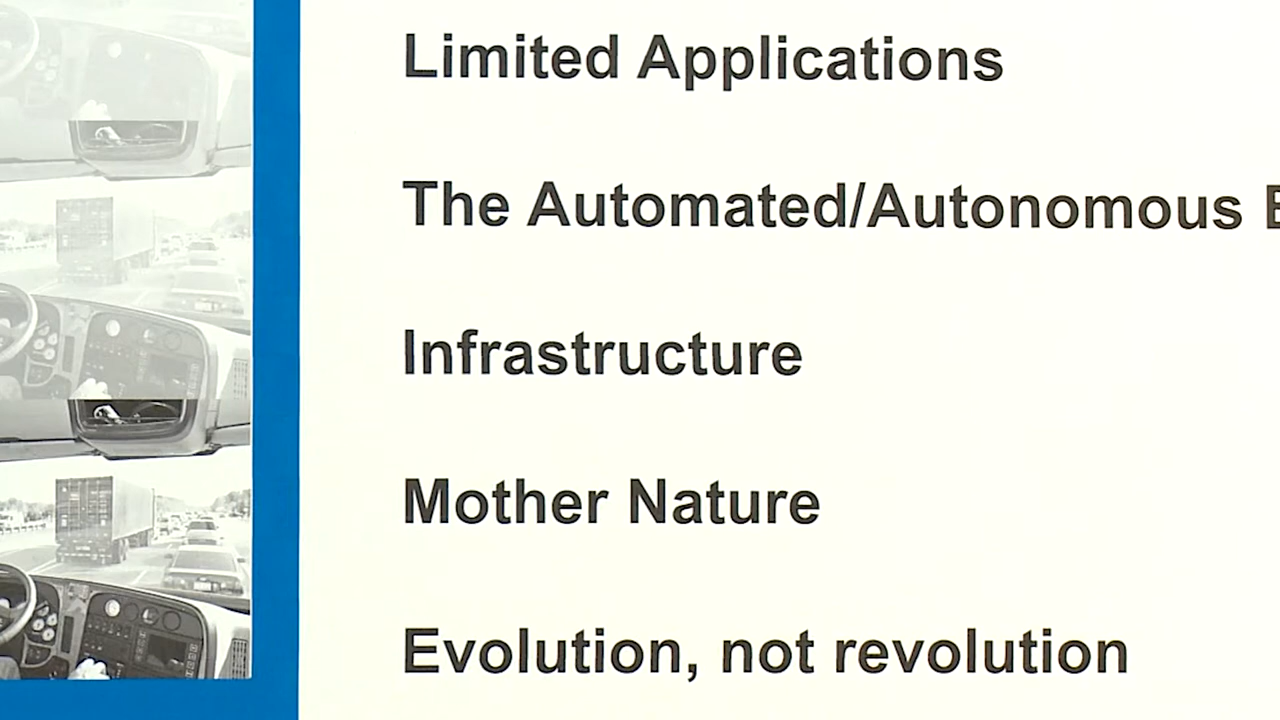 Limited Applications
The Automated/Autonomous
Infrastructure
Mother Nature
Evolution, not revolution